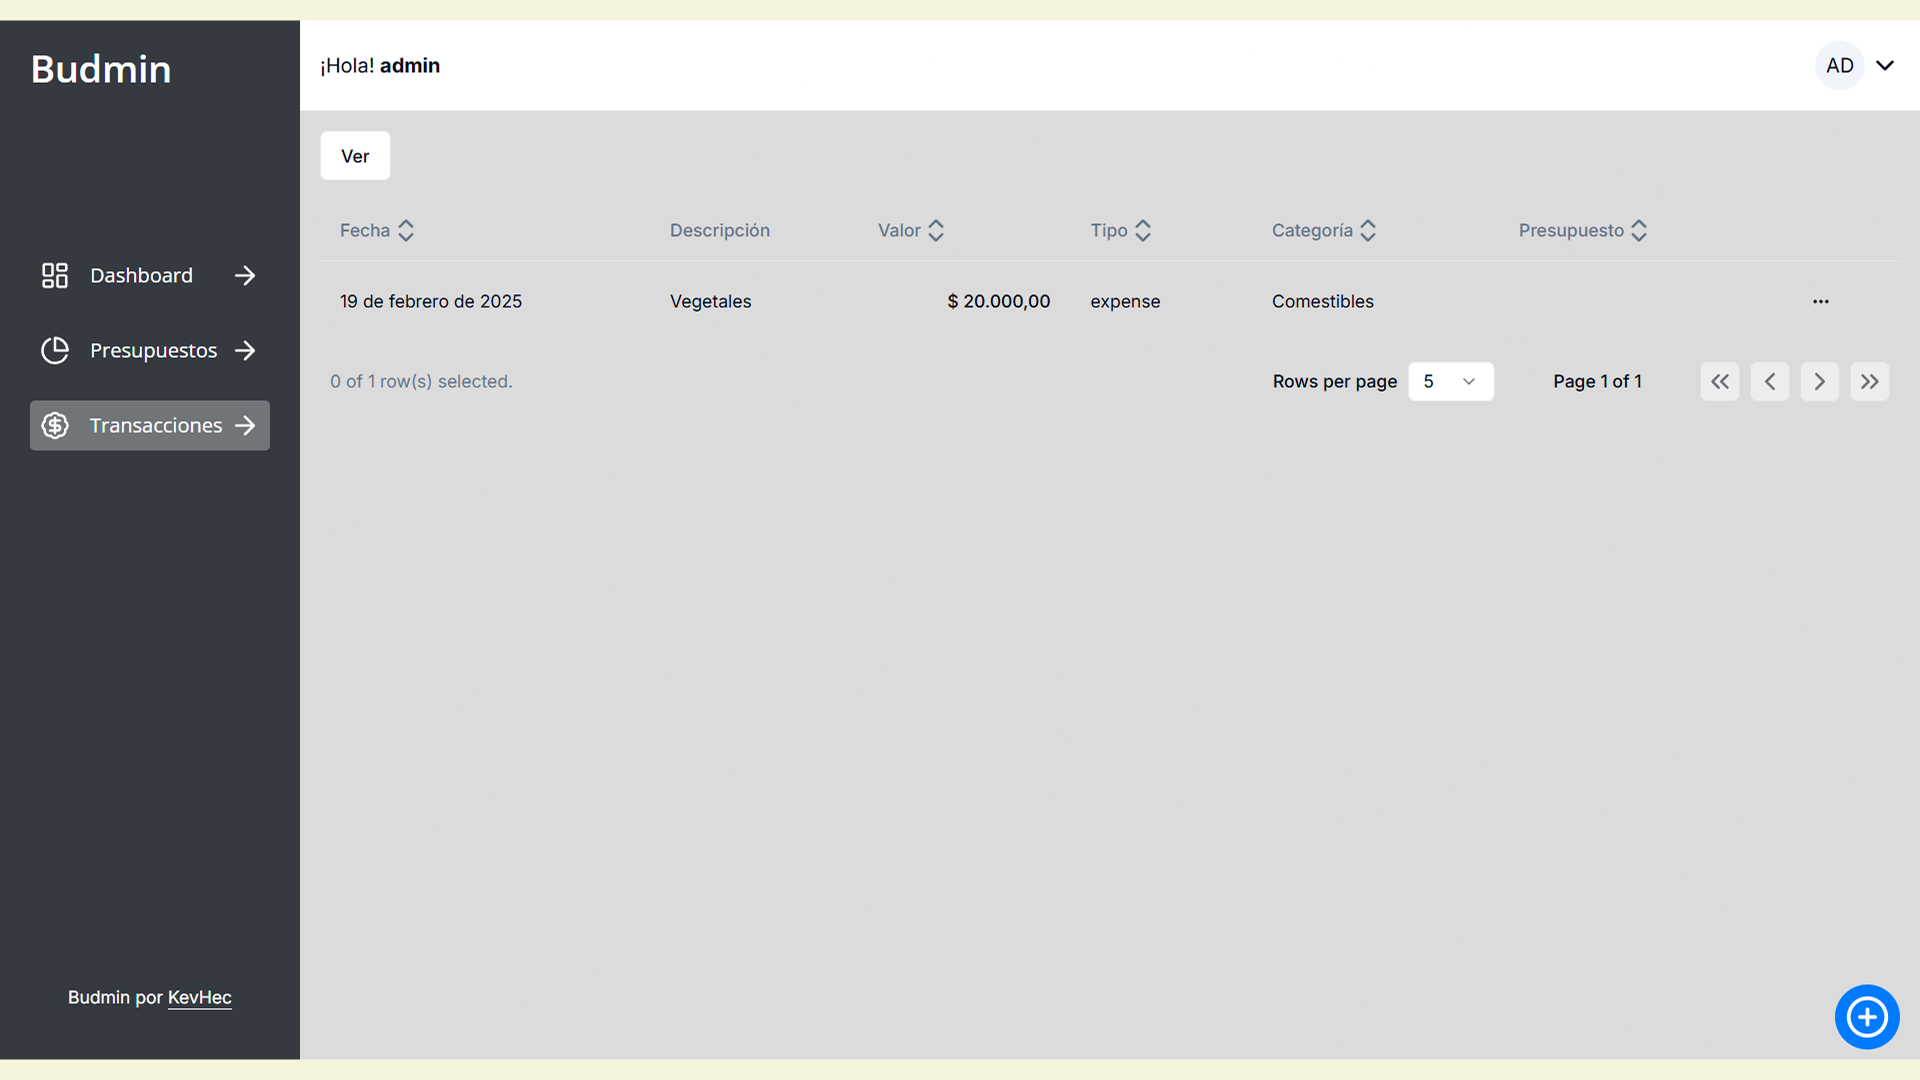 Budmin
¡Hola! admin
AD
Ver
Fecha Descripción Valor Tipo Categoría Presupuesto
19 de febrero de 2025 Vegetales $ 20.000,00 expense Comestibles
0 of 1 row(s) selected. Rows per page 5 Page 1 of 1
Dashboard
Presupuestos
Transacciones
Budmin por KevHec